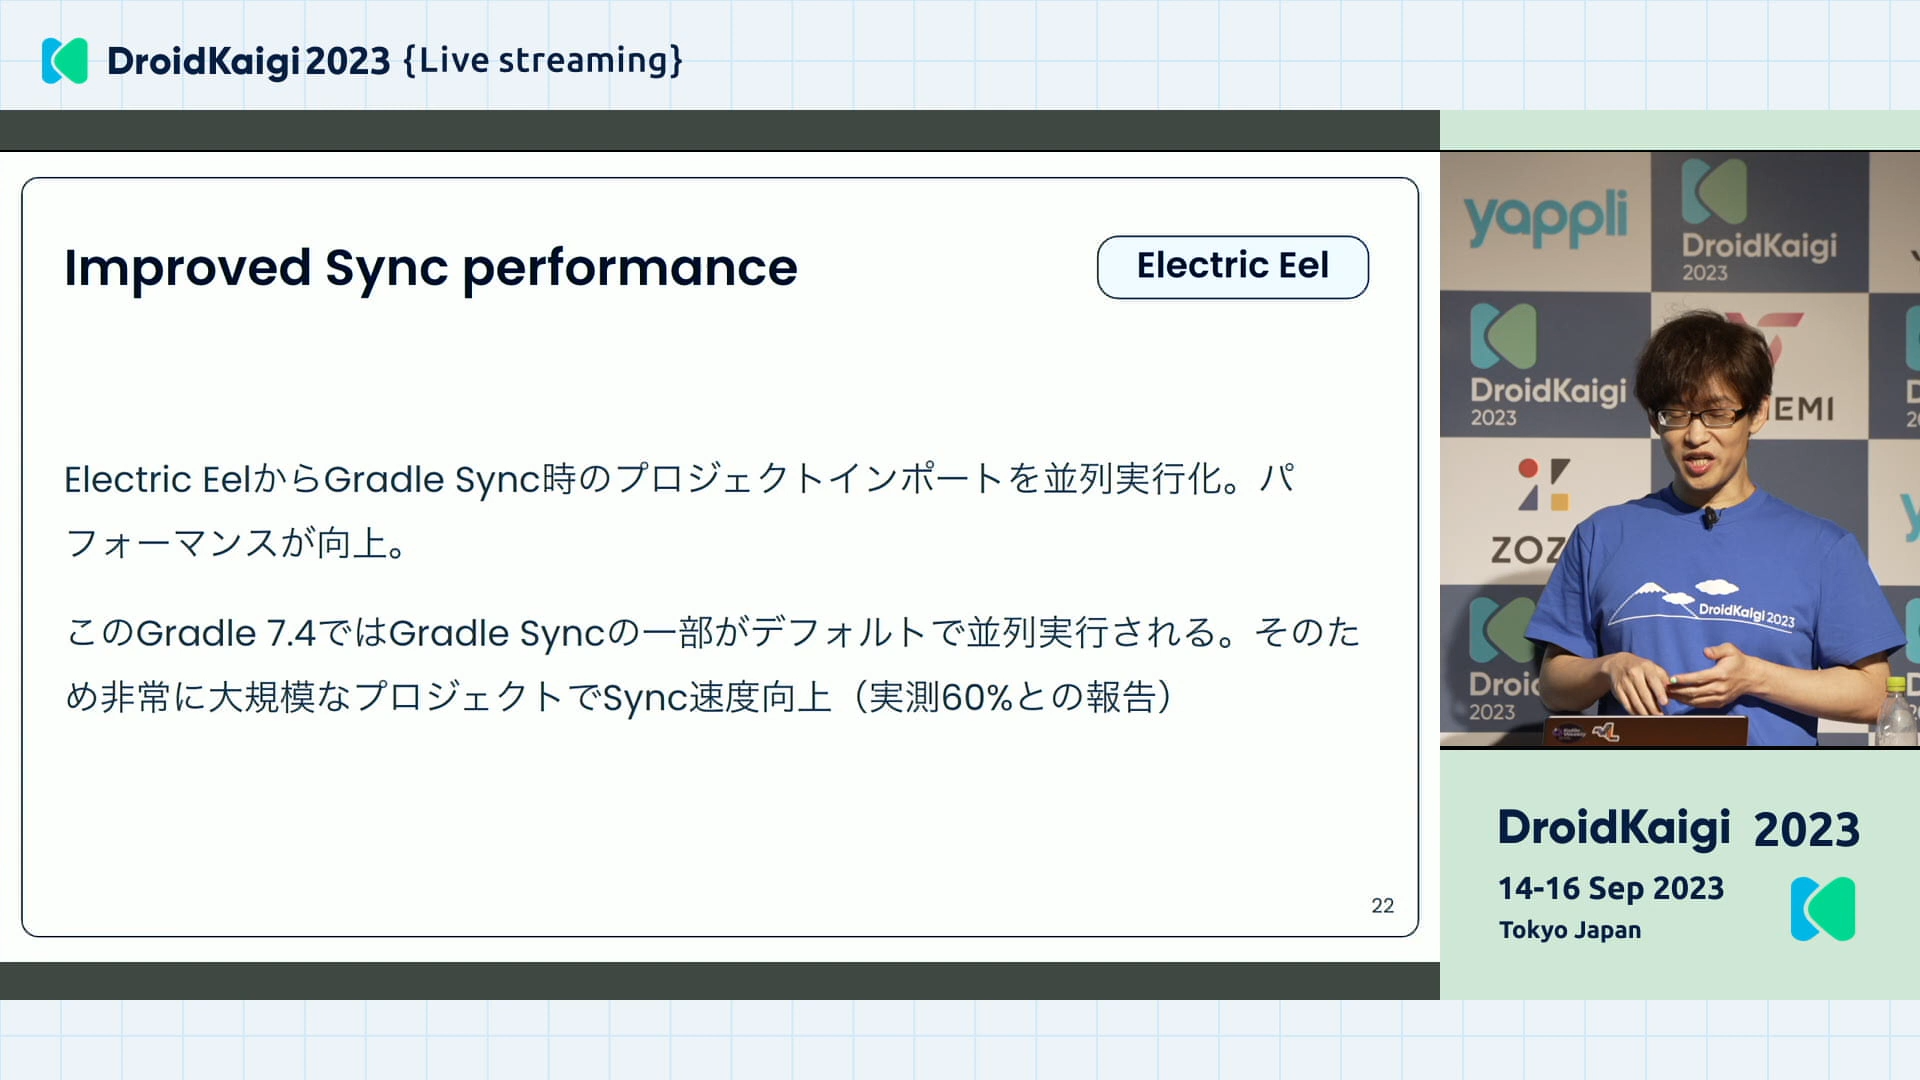 DroidKaigi 2023 {Live streaming}
Improved Sync performance
Electric Eel
Electric EelからGradle Sync時のプロジェクトインポートを並列実行化。パ
フォーマンスが向上。
このGradle 7.4ではGradle Syncの一部がデフォルトで並列実行される。そのた
め非常に大規模なプロジェクトでSync速度向上（実測60%との報告）
22
yappli
DroidKaigi
2023
DroidKaigi
2023
EMI
ZOZ
DroidKaigi 2023
Droid
2023
DroidKaigi 2023
14-16 Sep 2023
Tokyo Japan